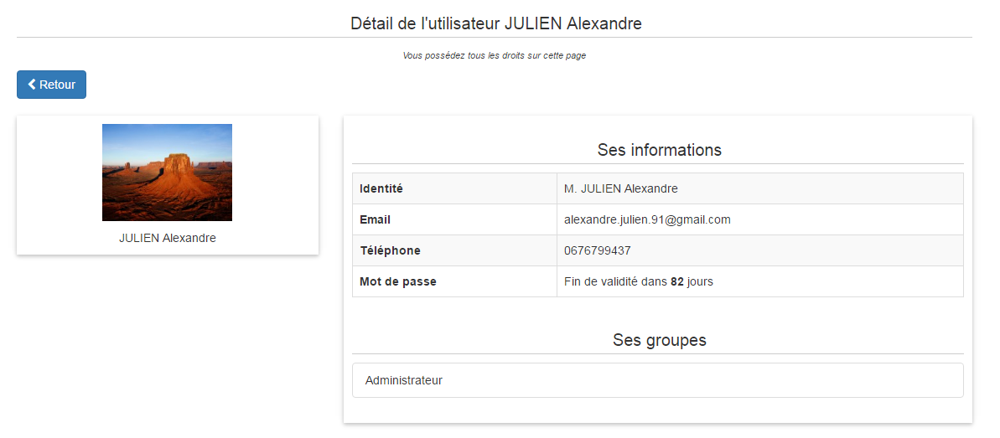 Détail de l'utilisateur JULIEN Alexandre
Vous possédez tous les droits sur cette page
Retour
JULIEN Alexandre
Ses informations
Identité M. JULIEN Alexandre
Email alexandre.julien.91@gmail.com
Téléphone 0676799437
Mot de passe Fin de validité dans 82 jours
Ses groupes
Administrateur